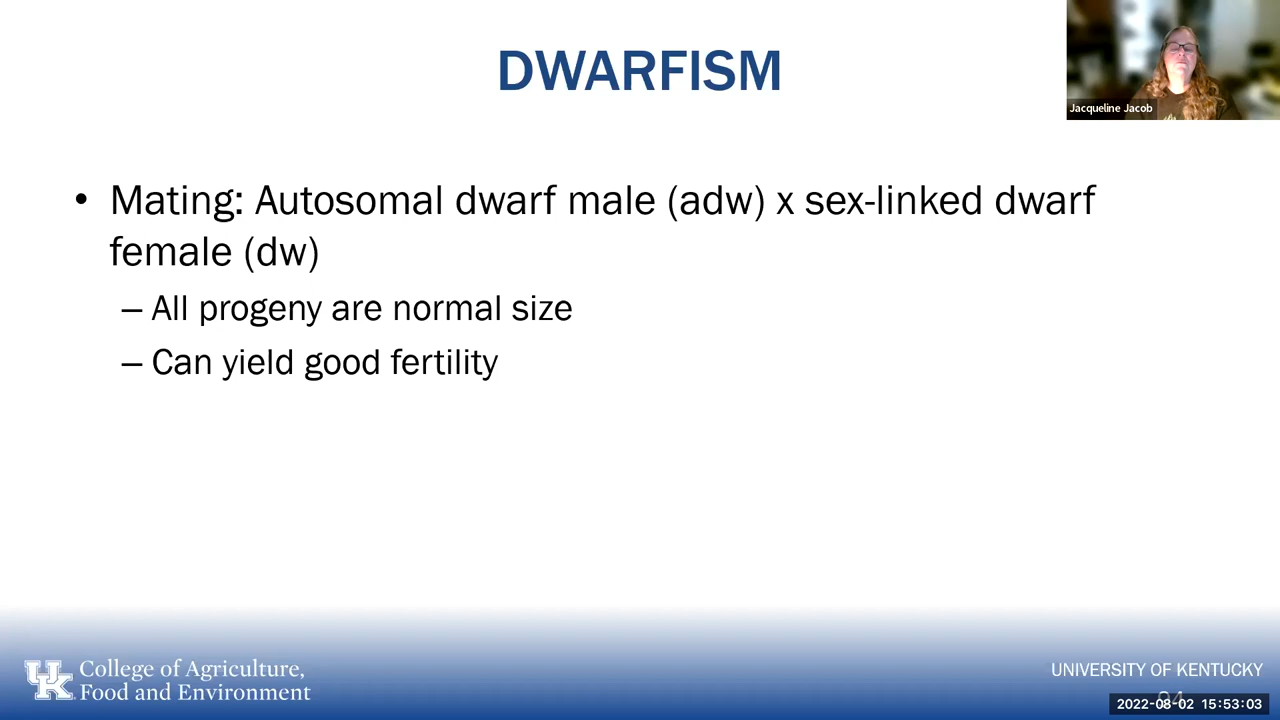 DWARFISM
Jacqueline Jacob
• Mating: Autosomal dwarf male (adw) x sex-linked dwarf
female (dw)
– All progeny are normal size
– Can yield good fertility
UK
College of Agriculture,
Food and Environment
UNIVERSITY OF KENTUCKY
2022-08-02 15:53:03